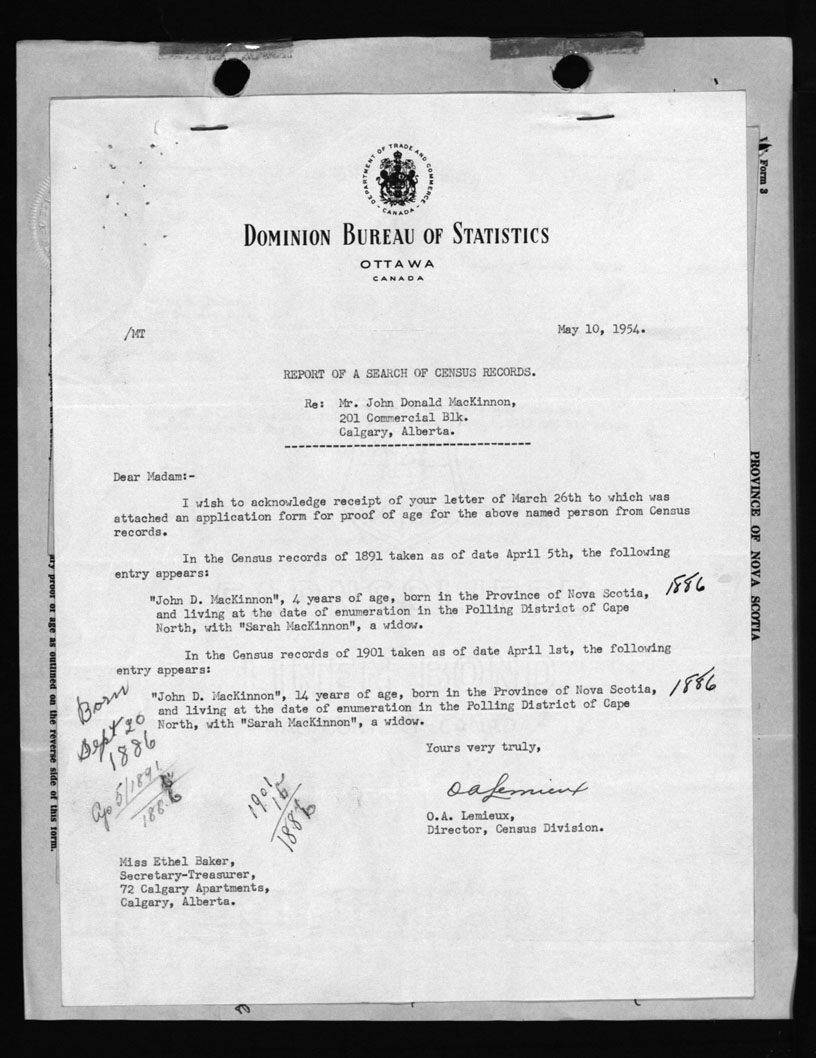 DEPARTMENT OF TRADE AND COMMERCE
- CANADA -
DOMINION BUREAU OF STATISTICS
OTTAWA
CANADA
/MT
May 10, 1954.
REPORT OF A SEARCH OF CENSUS RECORDS.
Re: Mr. John Donald MacKinnon,
201 Commercial Blk.
Calgary, Alberta.
Dear Madam:-
I wish to acknowledge receipt of your letter of March 26th to which was
attached an application form for proof of age for the above named person from Census
records.
In the Census records of 1891 taken as of date April 5th, the following
entry appears:
"John D. MacKinnon", 4 years of age, born in the Province of Nova Scotia, 1886
and living at the date of enumeration in the Polling District of Cape
North, with "Sarah MacKinnon", a widow.
In the Census records of 1901 taken as of date April 1st, the following
entry appears:
"John D. MacKinnon", 14 years of age, born in the Province of Nova Scotia, 1886
and living at the date of enumeration in the Polling District of Cape
North, with "Sarah MacKinnon", a widow.
Born
Sept 20
1886
Ap 5/1891
1886
1901
15
1886
Yours very truly,
OALemieux
O.A. Lemieux,
Director, Census Division.
Miss Ethel Baker,
Secretary-Treasurer,
72 Calgary Apartments,
Calgary, Alberta.
Form 3
PROVINCE OF NOVA SCOTIA
ary proof of age as outlined on the reverse side of this form.